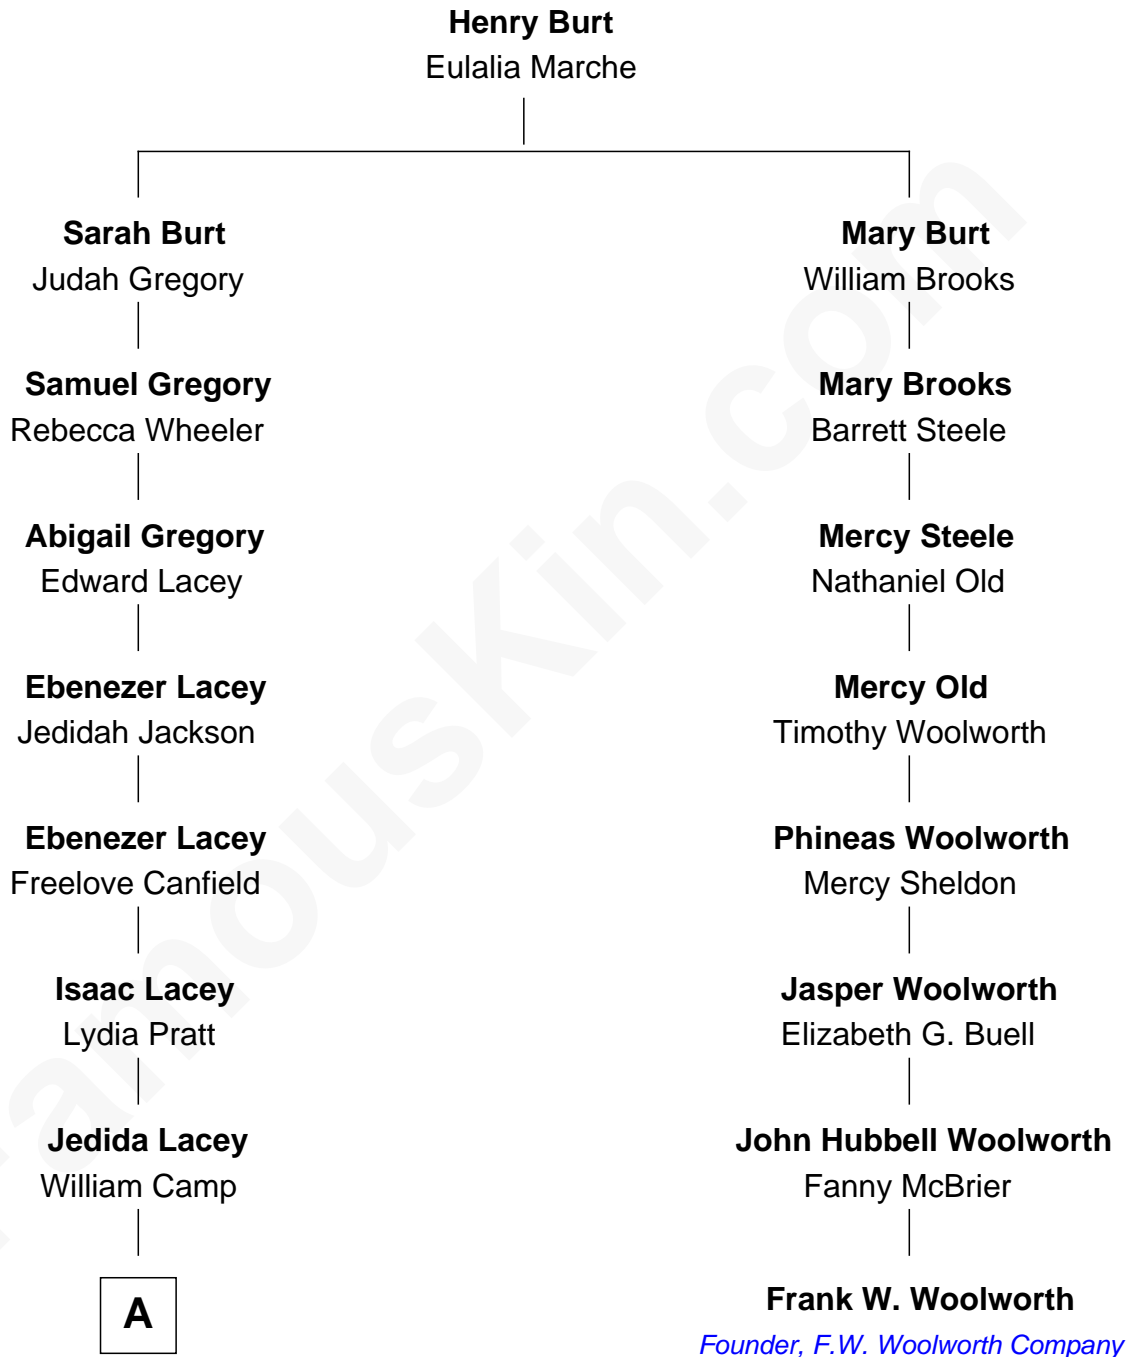 Henry Burt
Eulalia Marche
Sarah Burt
Judah Gregory
Samuel Gregory
Rebecca Wheeler
Abigail Gregory
Edward Lacey
Ebenezer Lacey
Jedidah Jackson
Ebenezer Lacey
Freelove Canfield
Isaac Lacey
Lydia Pratt
Jedida Lacey
William Camp
A
Mary Burt
William Brooks
Mary Brooks
Barrett Steele
Mercy Steele
Nathaniel Old
Mercy Old
Timothy Woolworth
Phineas Woolworth
Mercy Sheldon
Jasper Woolworth
Elizabeth G. Buell
John Hubbell Woolworth
Fanny McBrier
Frank W. Woolworth
Founder, F.W. Woolworth Company
FamousKin.com